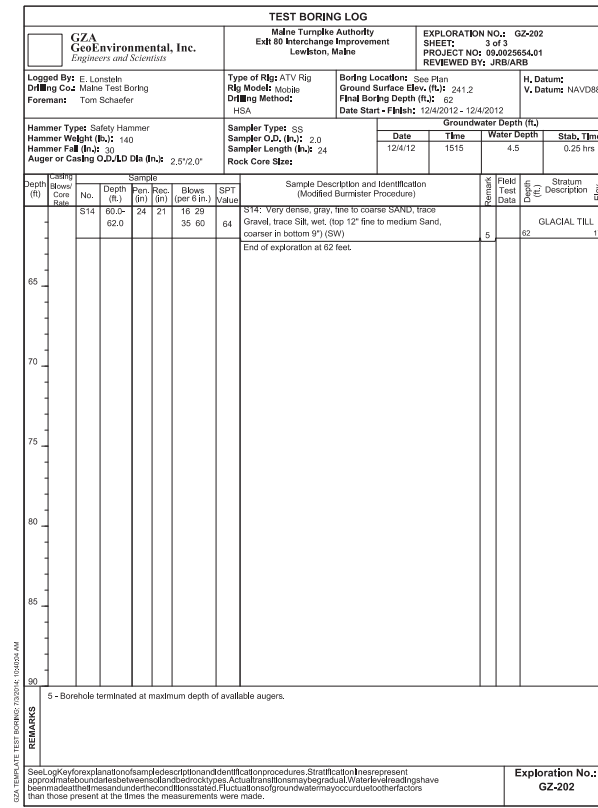 TEST BORING LOG
GZA
GeoEnvironmental, Inc.
Engineers and Scientists
Maine Turnpike Authority
Exit 80 Interchange Improvement
Lewiston, Maine
EXPLORATION NO.: GZ-202
SHEET: 3 of 3
PROJECT NO: 09.0025654.01
REVIEWED BY: JRB/ARB
Logged By: E. Lonstein
Drilling Co.: Maine Test Boring
Foreman: Tom Schaefer
Type of Rig: ATV Rig
Rig Model: Mobile
Drilling Method:
HSA
Boring Location: See Plan
Ground Surface Elev. (ft.): 241.2
Final Boring Depth (ft.): 62
Date Start - Finish: 12/4/2012 - 12/4/2012
H. Datum:
V. Datum: NAVD88
Hammer Type: Safety Hammer
Hammer Weight (lb.): 140
Hammer Fall (in.): 30
Auger or Casing O.D./I.D Dia (in.): 2.5"/2.0"
Sampler Type: SS
Sampler O.D. (in.): 2.0
Sampler Length (in.): 24
Rock Core Size:
Groundwater Depth (ft.)
Date Time Water Depth Stab. Time
12/4/12 1515 4.5 0.25 hrs
Depth (ft)
Casing Blows/ Core Rate
Sample
No. Depth (ft.) Pen. (in) Rec. (in) Blows (per 6 in.) SPT Value
Sample Description and Identification
(Modified Burmister Procedure)
Remark
Field Test Data
Depth (ft.)
Stratum Description
S14 60.0- 24 21 16 29
62.0 35 60 64
S14: Very dense, gray, fine to coarse SAND, trace
Gravel, trace Silt, wet. (top 12" fine to medium Sand,
coarser in bottom 9") (SW)
5
GLACIAL TILL
62
End of exploration at 62 feet.
65
70
75
80
85
90
REMARKS
5 - Borehole terminated at maximum depth of available augers.
See Log Key for explanation of sample description and identification procedures. Stratification lines represent
approximate boundaries between soil and bedrock types. Actual transitions may be gradual. Water level readings have
been made at the times and under the conditions stated. Fluctuations of groundwater may occur due to other factors
than those present at the times the measurements were made.
Exploration No.:
GZ-202
GZA TEMPLATE TEST BORING; 7/3/2014; 10:40:04 AM